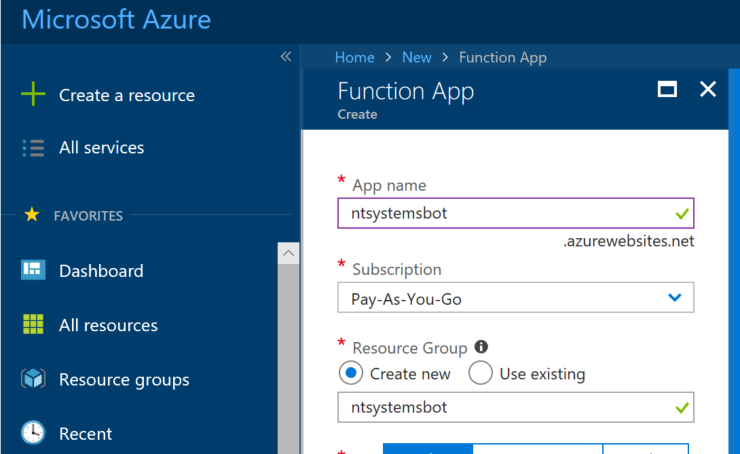 Microsoft Azure
«
Home > New > Function App
Create a resource
All services
FAVORITES
Dashboard
All resources
Resource groups
Recent
Function App
Create
* App name
ntsystemsbot
.azurewebsites.net
* Subscription
Pay-As-You-Go
* Resource Group
Create new
Use existing
ntsystemsbot
*